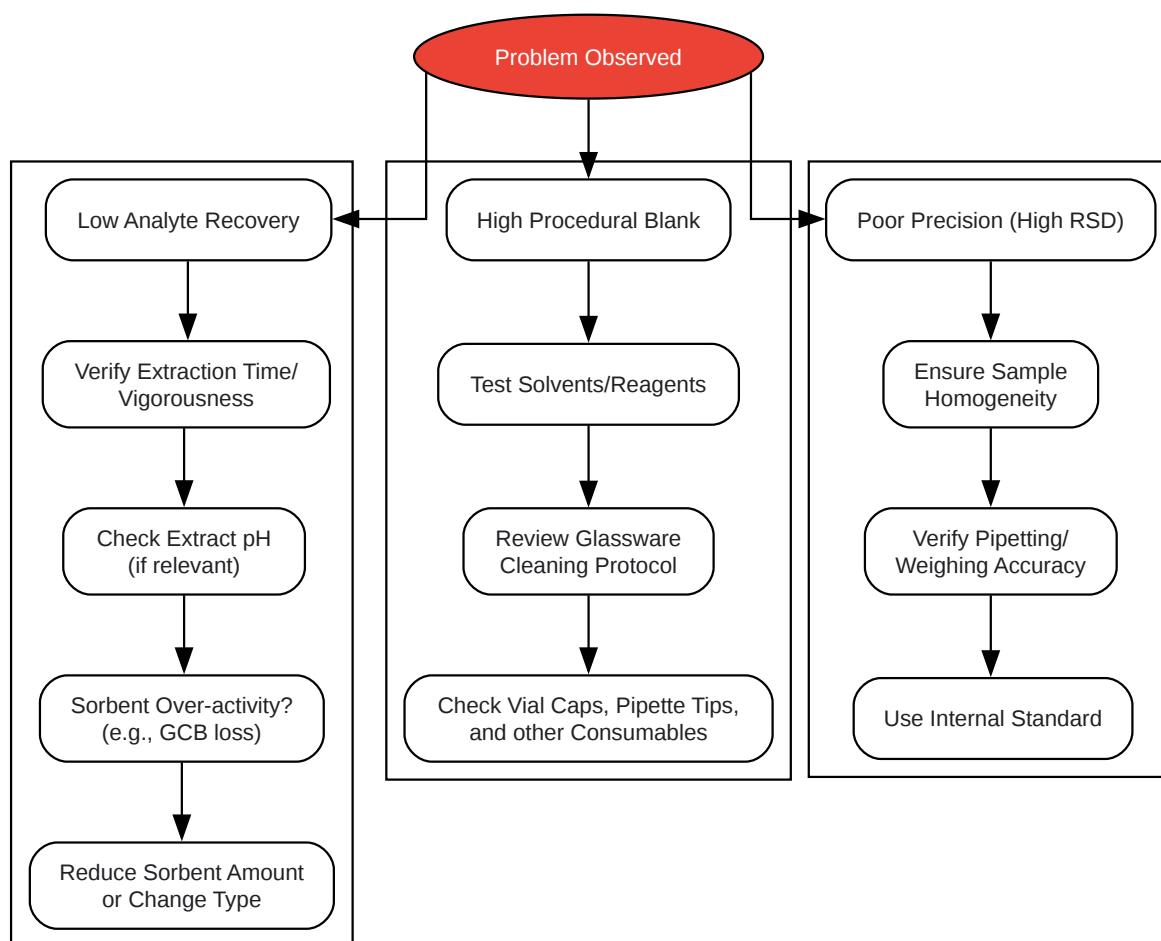 Problem Observed
Low Analyte Recovery
Verify Extraction Time/
Vigorousness
Check Extract pH
(if relevant)
Sorbent Over-activity?
(e.g., GCB loss)
Reduce Sorbent Amount
or Change Type
High Procedural Blank
Test Solvents/Reagents
Review Glassware
Cleaning Protocol
Check Vial Caps, Pipette Tips,
and other Consumables
Poor Precision (High RSD)
Ensure Sample
Homogeneity
Verify Pipetting/
Weighing Accuracy
Use Internal Standard